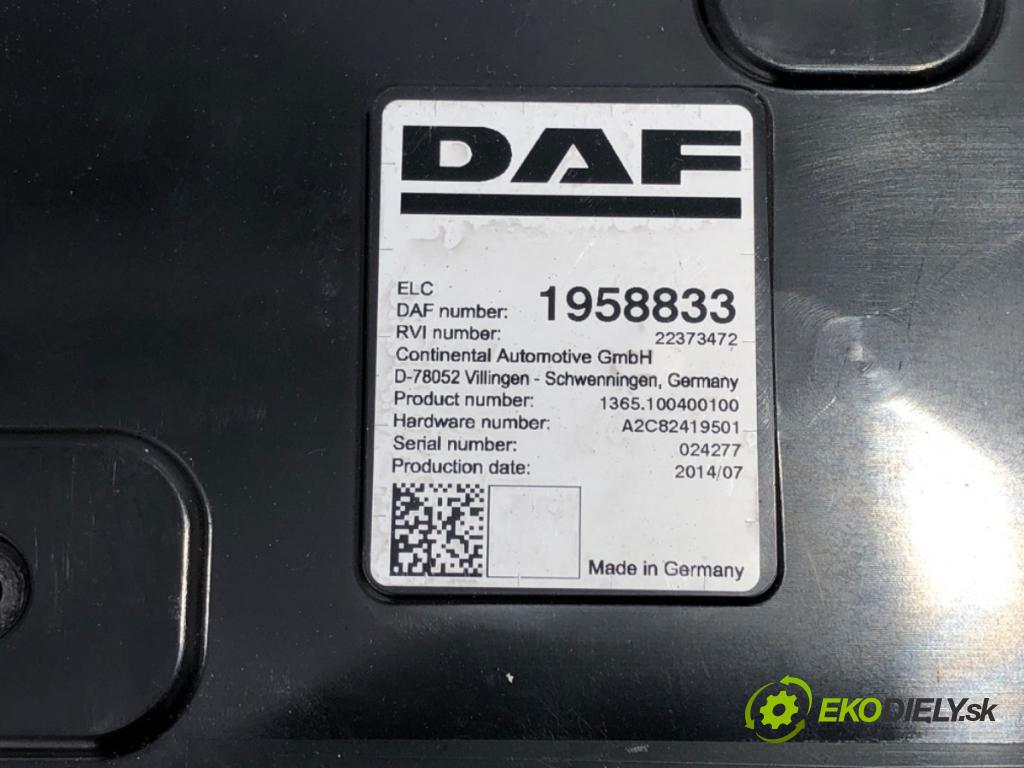 DAF
ELC
DAF number: 1958833
RVI number: 22373472
Continental Automotive GmbH
D-78052 Villingen - Schwenningen, Germany
Product number: 1365.100400100
Hardware number: A2C82419501
Serial number: 024277
Production date: 2014/07
Made in Germany
EKODIELY.sk